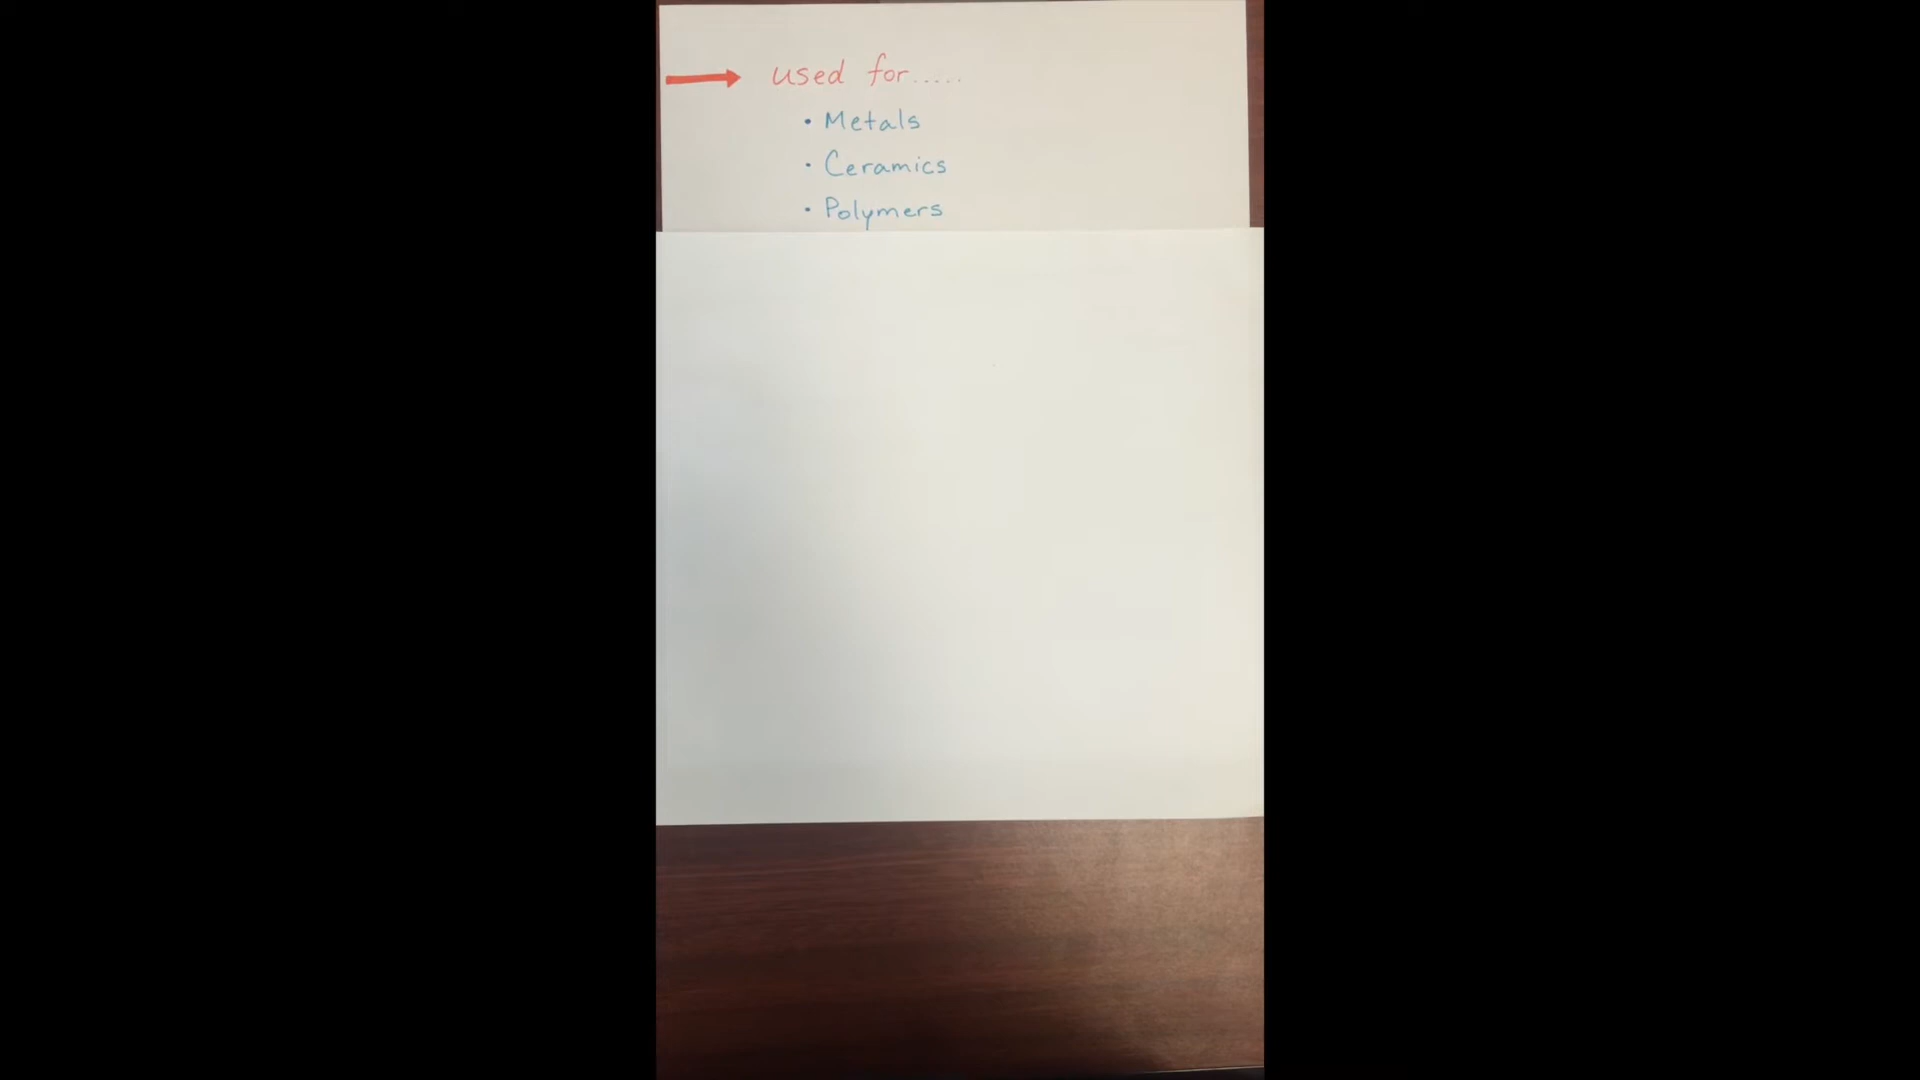 used for.....
• Metals
• Ceramics
• Polymers